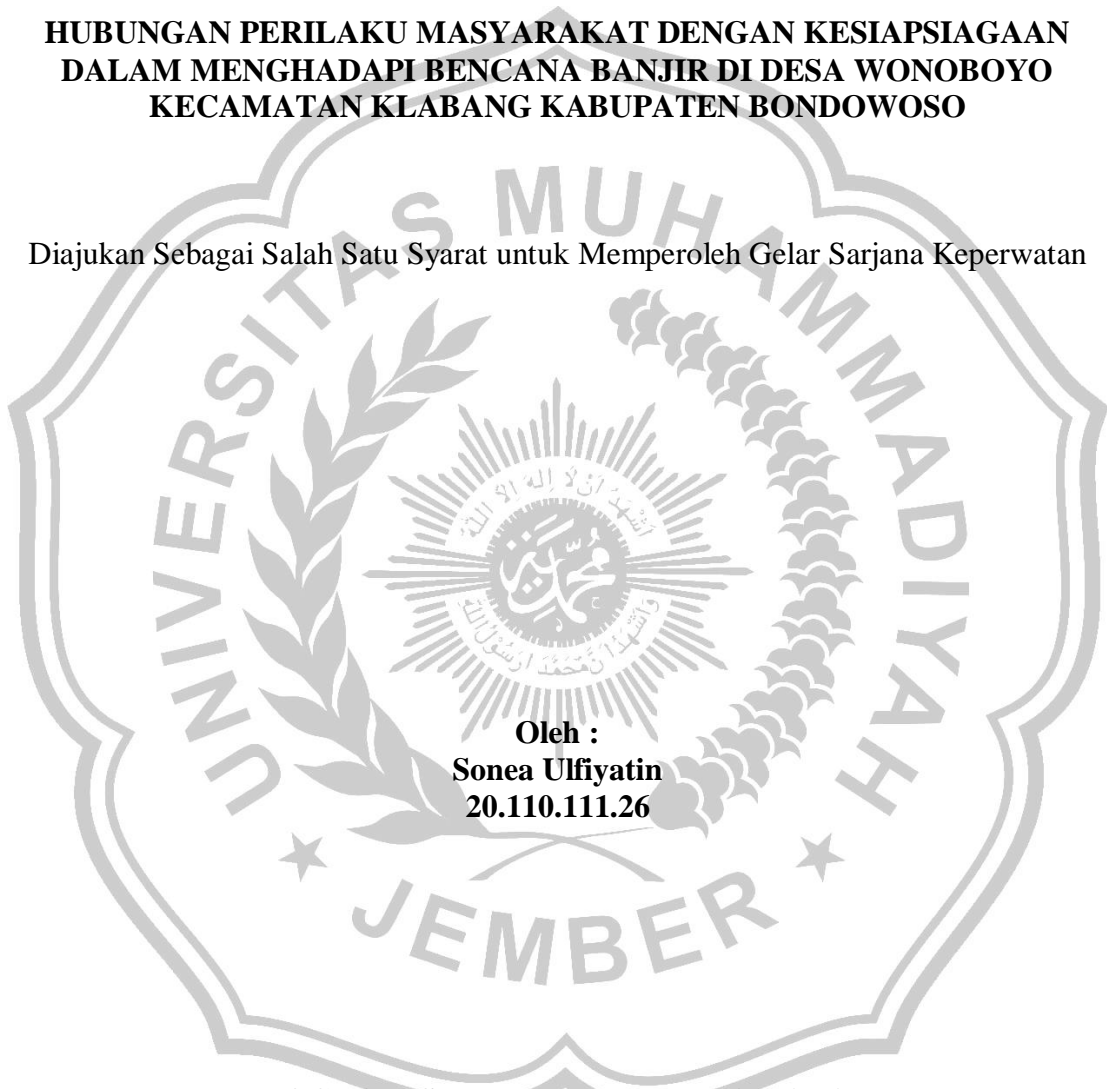 HUBUNGAN PERILAKU MASYARAKAT DENGAN KESIAPSIAGAAN
DALAM MENGHADAPI BENCANA BANJIR DI DESA WONOBOYO
KECAMATAN KLABANG KABUPATEN BONDOWOSO
Diajukan Sebagai Salah Satu Syarat untuk Memperoleh Gelar Sarjana Keperwatan
UNIVERSITAS MUHAMMADIYAH
Oleh :
Sonea Ulfiyatin
20.110.111.26
JEMBER